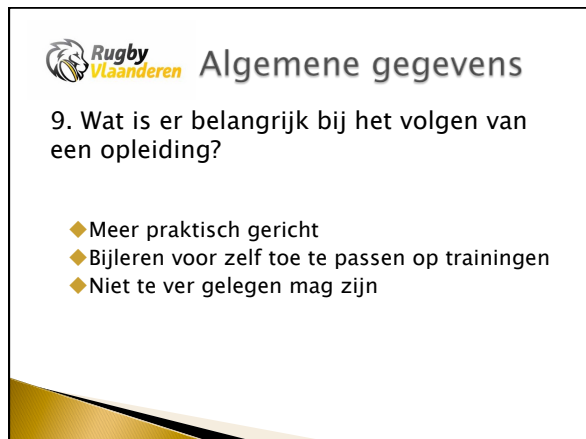 Rugby
Vlaanderen
Algemene gegevens
9. Wat is er belangrijk bij het volgen van
een opleiding?
Meer praktisch gericht
Bijleren voor zelf toe te passen op trainingen
Niet te ver gelegen mag zijn